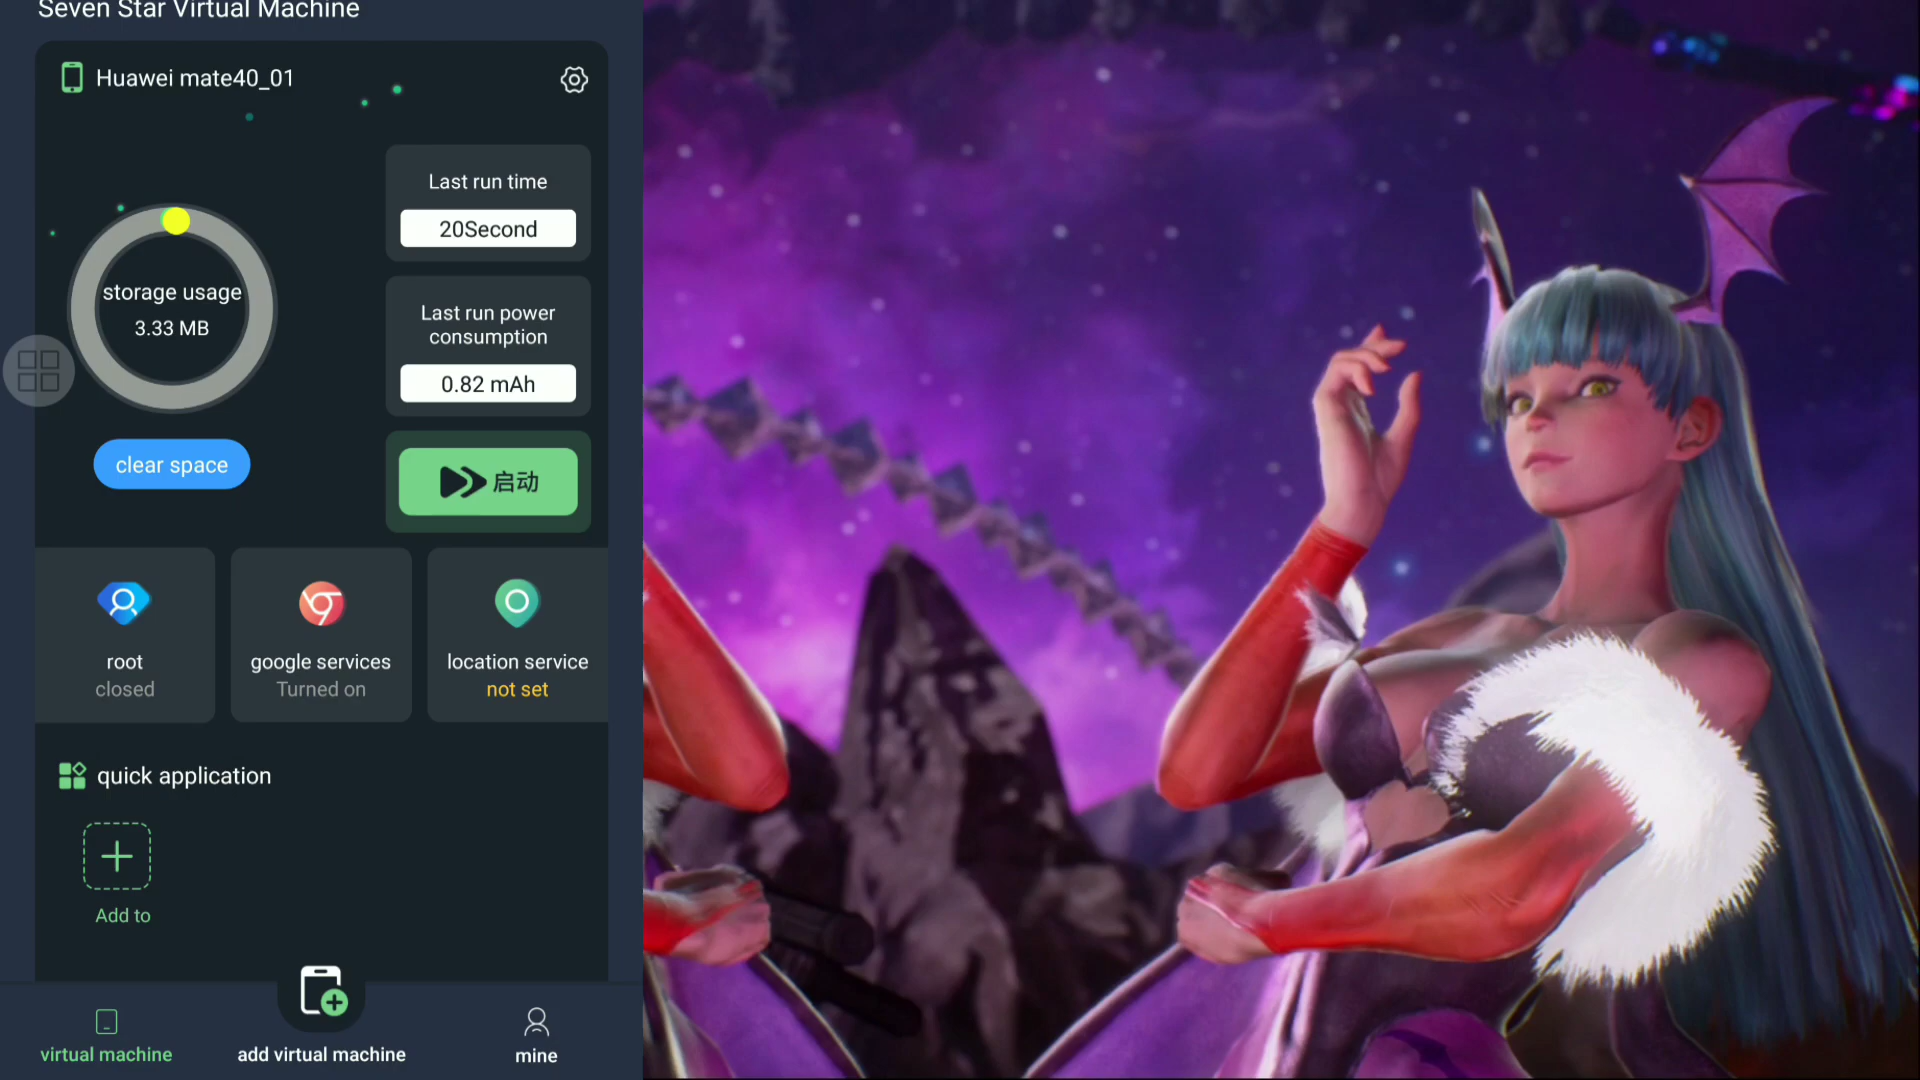 Seven Star Virtual Machine
Huawei mate40_01
Last run time
20Second
storage usage
3.33 MB
Last run power
consumption
0.82 mAh
clear space
启动
root
closed
google services
Turned on
location service
not set
quick application
Add to
virtual machine
add virtual machine
mine